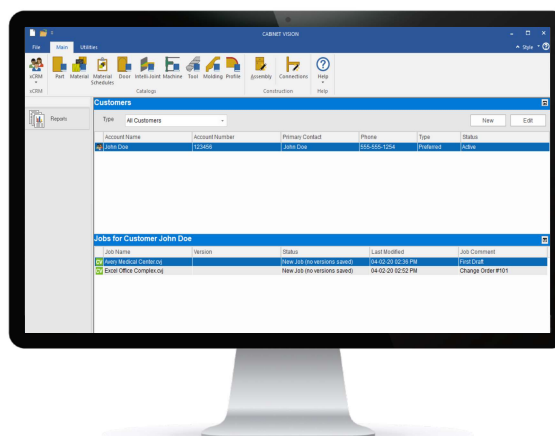 CABINET VISION
File Main Utilities Style
xCRM Part Material Material Schedules Door Intelli-Joint Machine Tool Molding Profile Assembly Connections Help
xCRM Catalogs Construction Help
Customers
Reports Type All Customers New Edit
Account Name Account Number Primary Contact Phone Type Status
John Doe 123456 John Doe 555-555-1254 Preferred Active
Jobs for Customer John Doe
Job Name Version Status Last Modified Job Comment
CV Avery Medical Center.cvj New Job (no versions saved) 04-02-20 02:39 PM First Draft
CV Excel Office Complex.cvj New Job (no versions saved) 04-02-20 02:52 PM Change Order #101